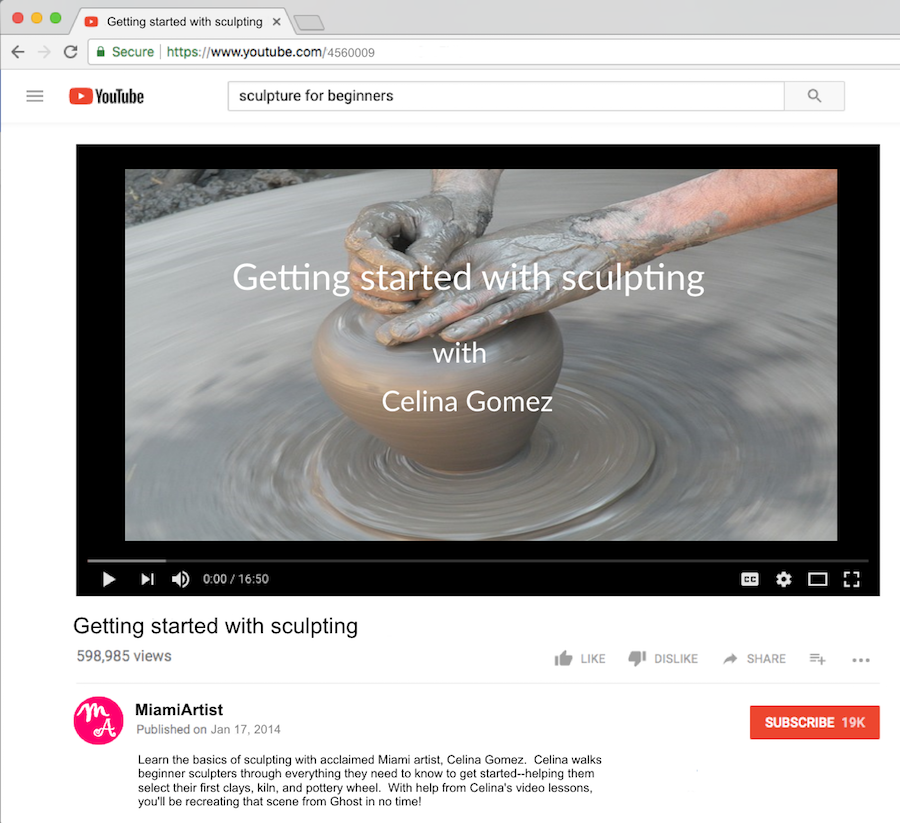 Getting started with sculpting
Secure https://www.youtube.com/4560009
YouTube
sculpture for beginners
Getting started with sculpting
with
Celina Gomez
0:00 / 16:50
CC
Getting started with sculpting
598,985 views
LIKE DISLIKE SHARE
MA
MiamiArtist
Published on Jan 17, 2014
SUBSCRIBE 19K
Learn the basics of sculpting with acclaimed Miami artist, Celina Gomez. Celina walks
beginner sculpters through everything they need to know to get started--helping them
select their first clays, kiln, and pottery wheel. With help from Celina's video lessons,
you'll be recreating that scene from Ghost in no time!